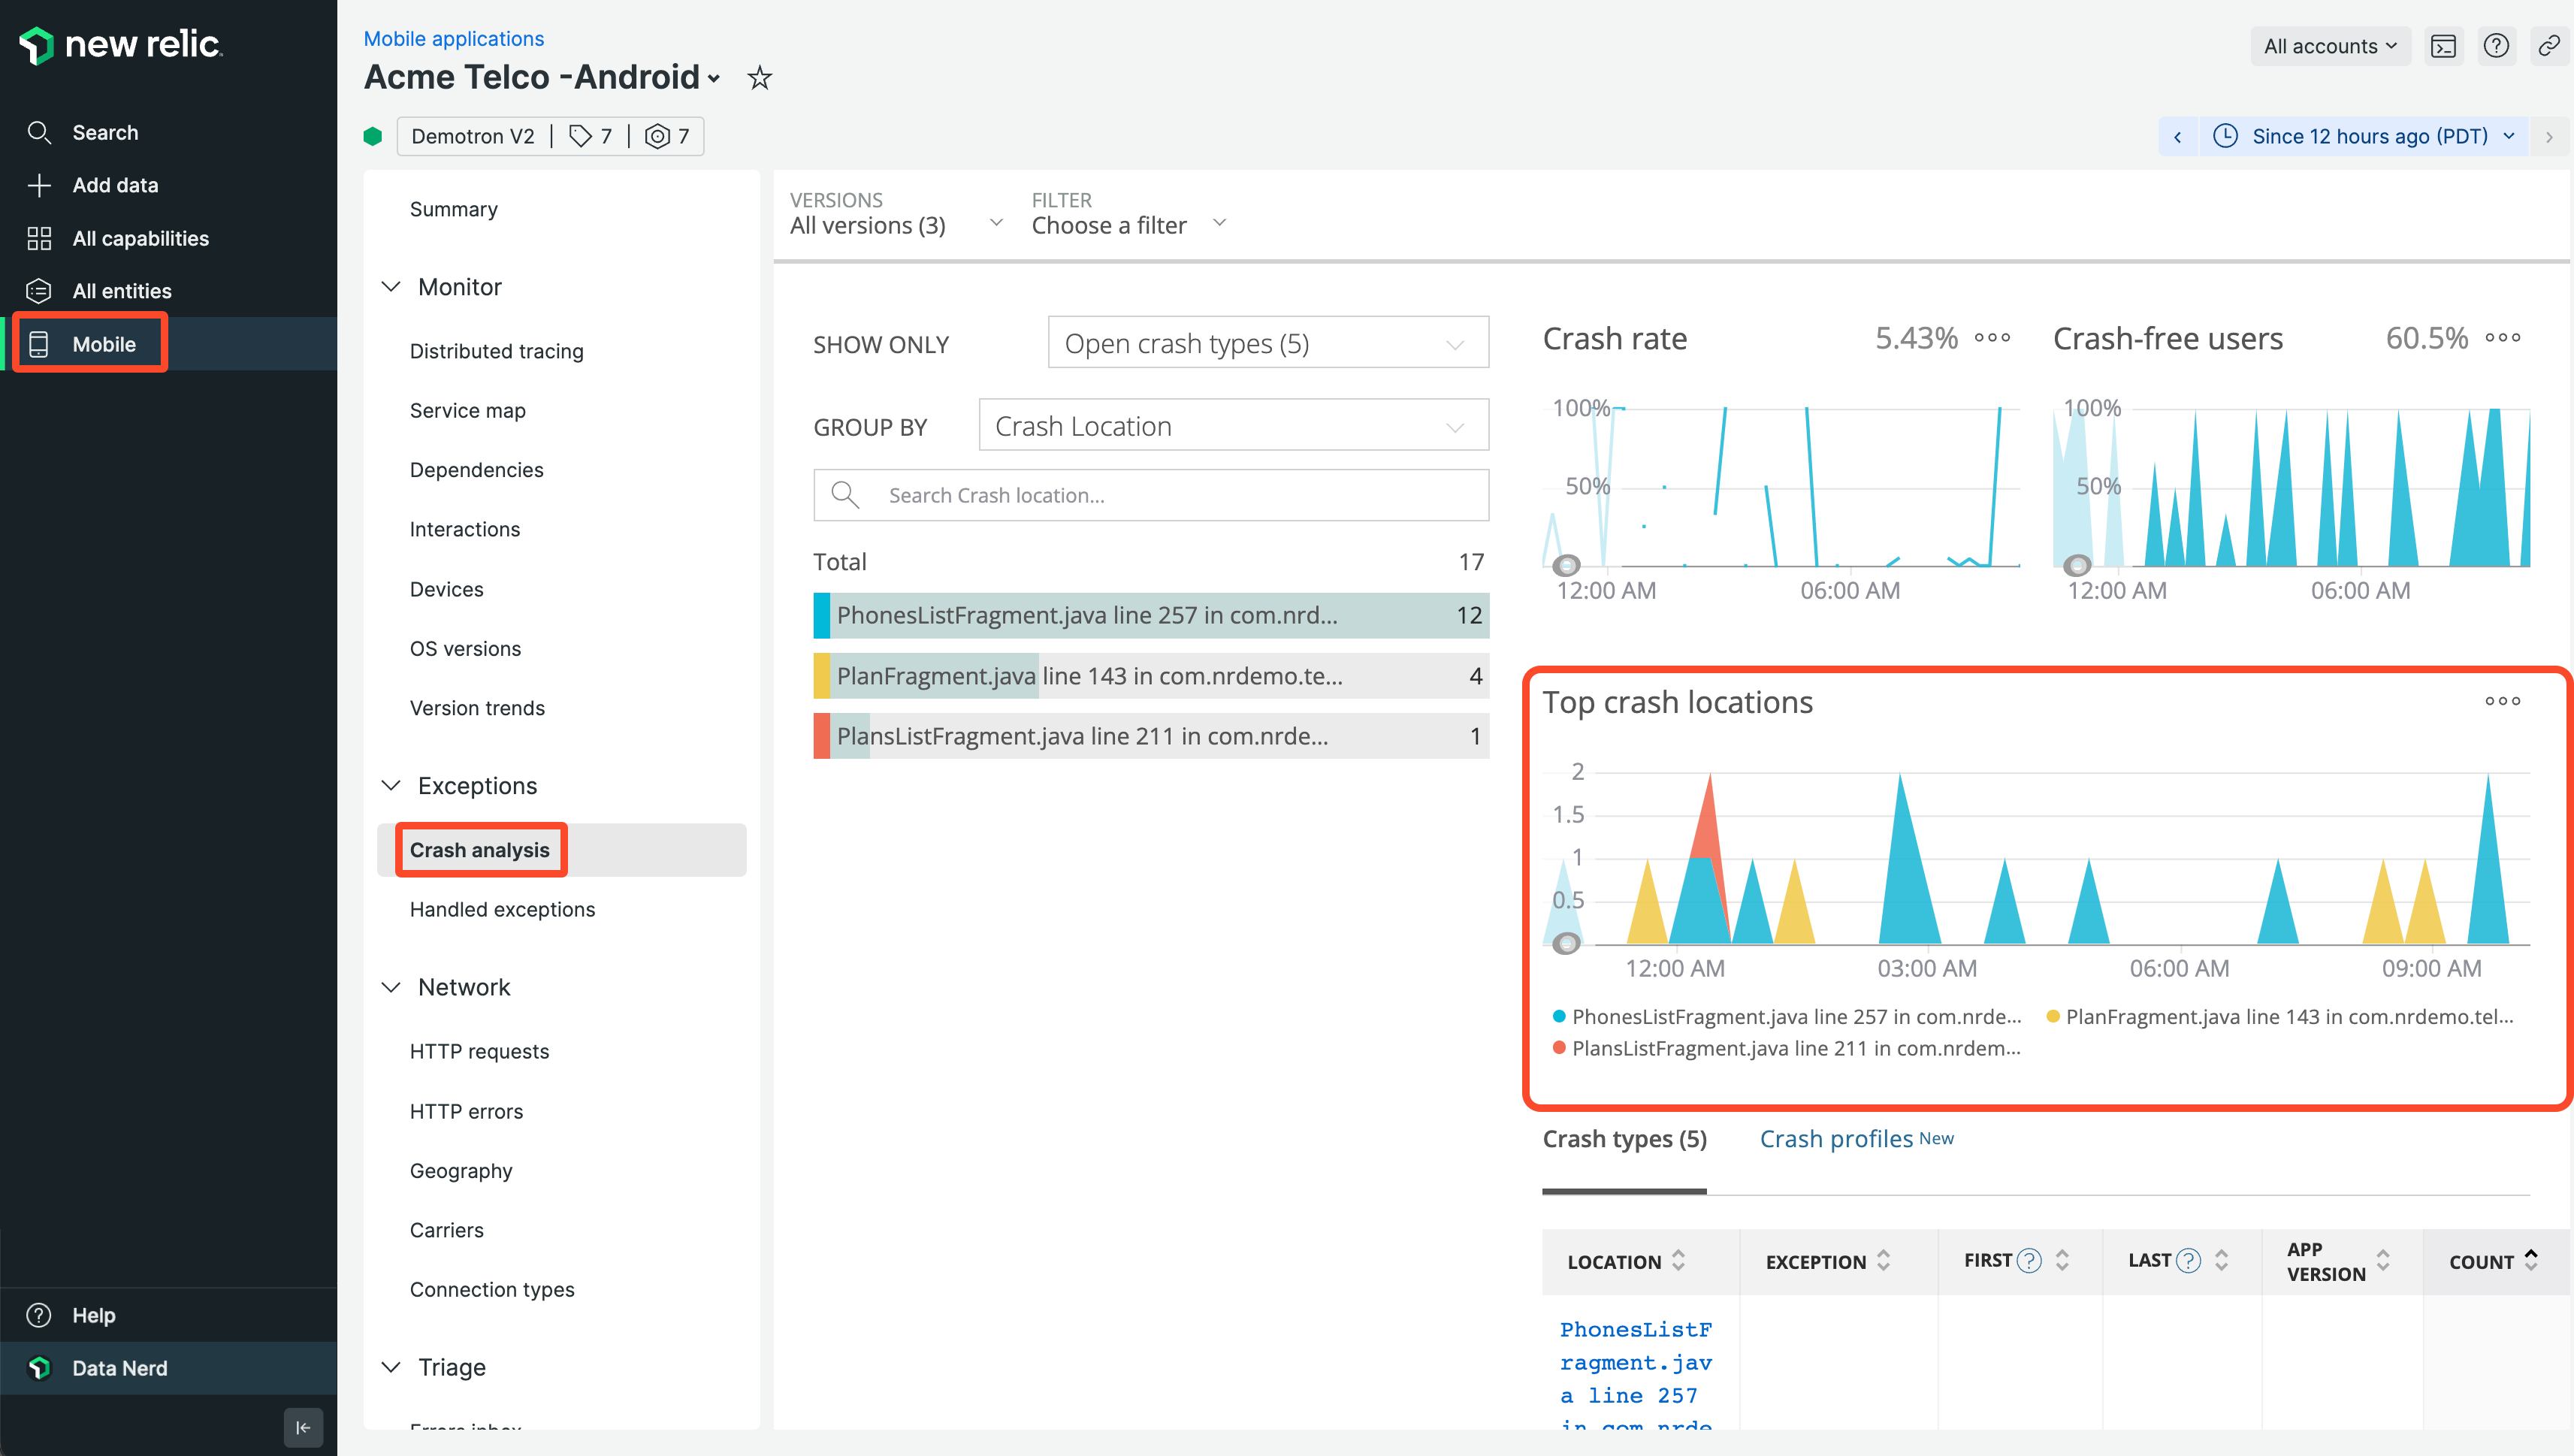 new relic.
Search
Add data
All capabilities
All entities
Mobile
Help
Data Nerd
Mobile applications
Acme Telco -Android
Demotron V2 | 7 | 7
All accounts
Since 12 hours ago (PDT)
Summary
Monitor
Distributed tracing
Service map
Dependencies
Interactions
Devices
OS versions
Version trends
Exceptions
Crash analysis
Handled exceptions
Network
HTTP requests
HTTP errors
Geography
Carriers
Connection types
Triage
Errors inbox
VERSIONS
All versions (3)
FILTER
Choose a filter
SHOW ONLY
Open crash types (5)
GROUP BY
Crash Location
Search Crash location...
Total 17
PhonesListFragment.java line 257 in com.nrd... 12
PlanFragment.java line 143 in com.nrdemo.te... 4
PlansListFragment.java line 211 in com.nrde... 1
Crash rate 5.43%
100%
50%
12:00 AM 06:00 AM
Crash-free users 60.5%
100%
50%
12:00 AM 06:00 AM
Top crash locations
2
1.5
1
0.5
12:00 AM 03:00 AM 06:00 AM 09:00 AM
PhonesListFragment.java line 257 in com.nrde... PlanFragment.java line 143 in com.nrdemo.tel...
PlansListFragment.java line 211 in com.nrdem...
Crash types (5) Crash profiles New
LOCATION EXCEPTION FIRST ? LAST ? APP VERSION COUNT
PhonesListF
ragment.jav
a line 257
in com.nrde